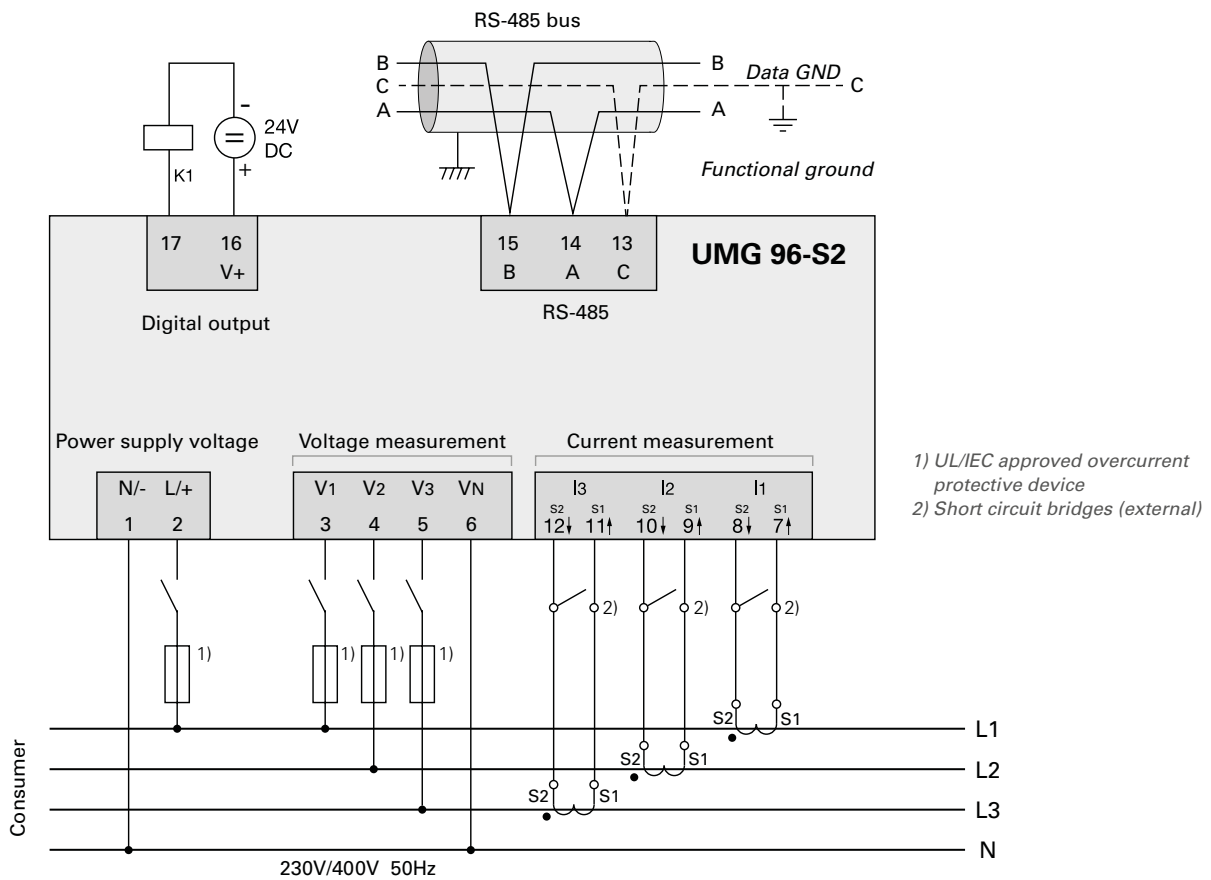 RS-485 bus
B B
C Data GND C
A A
- 24V
DC
+
K1
Functional ground
17 16 15 14 13 UMG 96-S2
V+ B A C
Digital output RS-485
Power supply voltage Voltage measurement Current measurement
1) UL/IEC approved overcurrent
protective device
2) Short circuit bridges (external)
N/- L/+ V1 V2 V3 VN I3 I2 I1
S2 S1 S2 S1 S2 S1
1 2 3 4 5 6 12 11 10 9 8 7
2) 2) 2)
1) 1) 1) 1)
S2 S1 L1
S2 S1 L2
S2 S1 L3
N
Consumer
230V/400V 50Hz